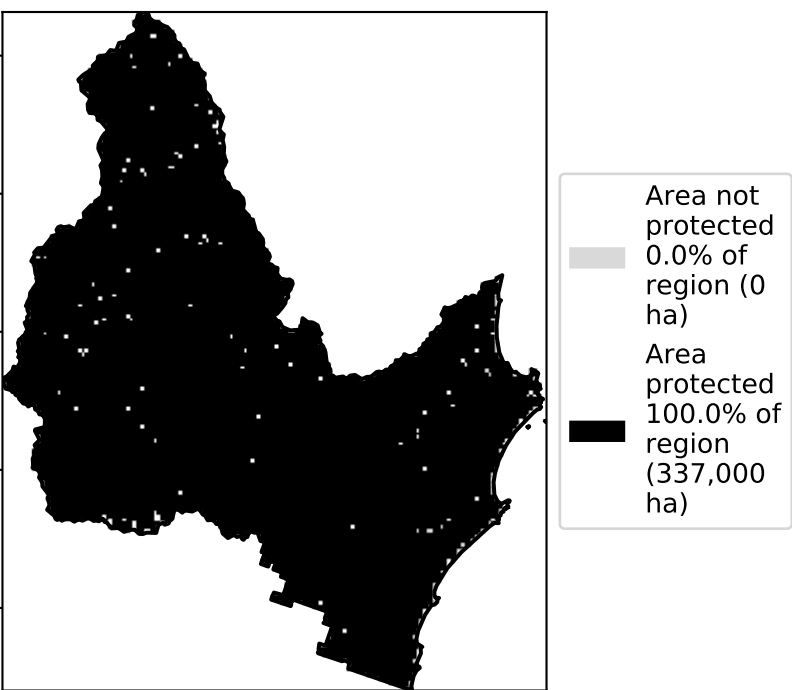 Area not
protected
0.0% of
region (0
ha)
Area
protected
100.0% of
region
(337,000
ha)